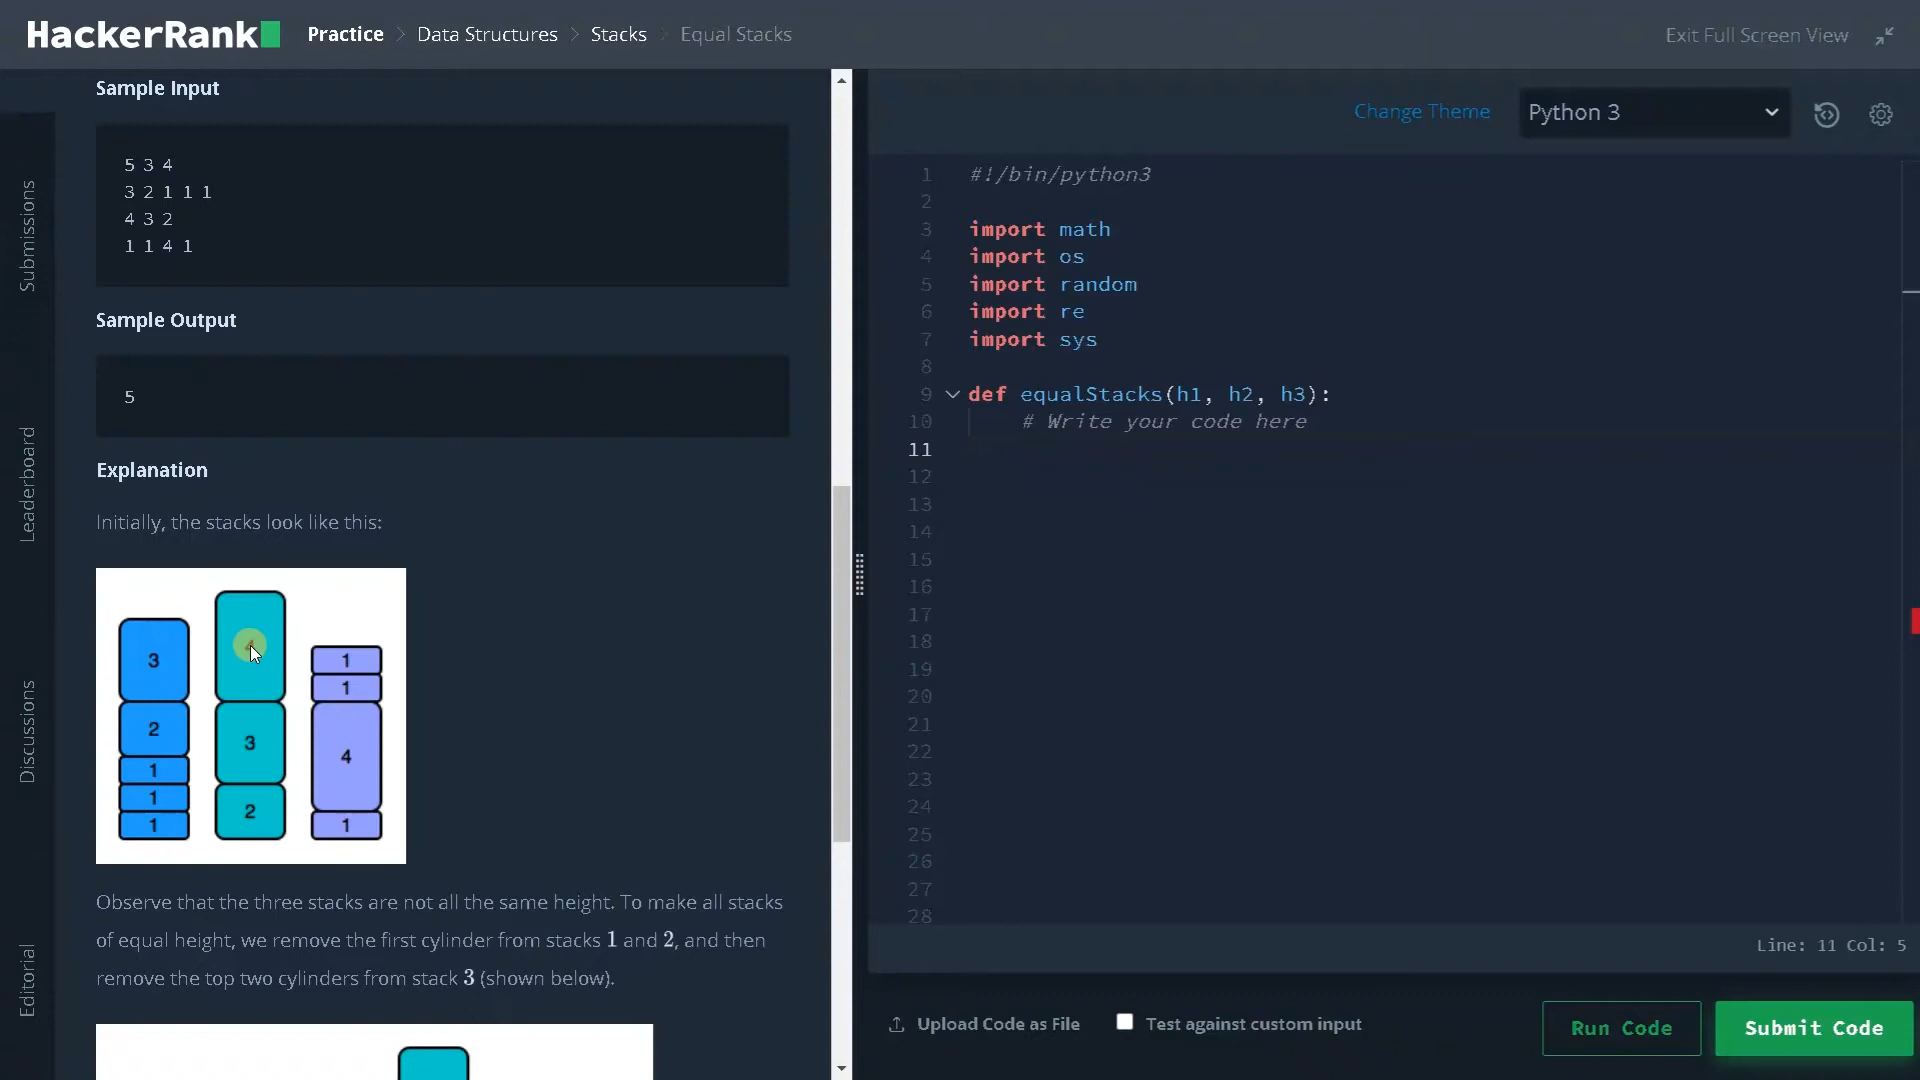 HackerRank
Practice > Data Structures > Stacks > Equal Stacks
Exit Full Screen View
Submissions
Leaderboard
Discussions
Editorial
Sample Input
5 3 4
3 2 1 1 1
4 3 2
1 1 4 1
Sample Output
5
Explanation
Initially, the stacks look like this:
3
2
1
1
1
3
2
1
1
4
1
Observe that the three stacks are not all the same height. To make all stacks
of equal height, we remove the first cylinder from stacks 1 and 2, and then
remove the top two cylinders from stack 3 (shown below).
Change Theme
Python 3
1 #!/bin/python3
2
3 import math
4 import os
5 import random
6 import re
7 import sys
8
9 def equalStacks(h1, h2, h3):
10 # Write your code here
11
12
13
14
15
16
17
18
19
20
21
22
23
24
25
26
27
28
Line: 11 Col: 5
Upload Code as File
Test against custom input
Run Code
Submit Code